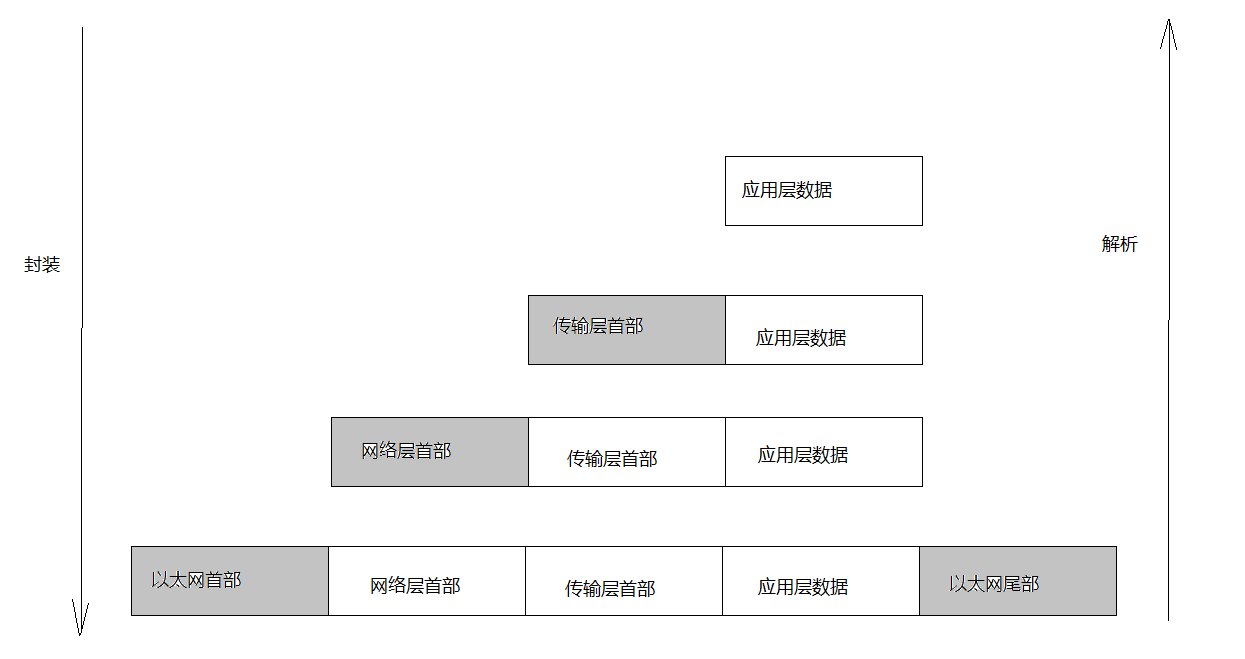 应用层数据
解析
封装
传输层首部
应用层数据
网络层首部
传输层首部
应用层数据
以太网首部
网络层首部
传输层首部
应用层数据
以太网尾部